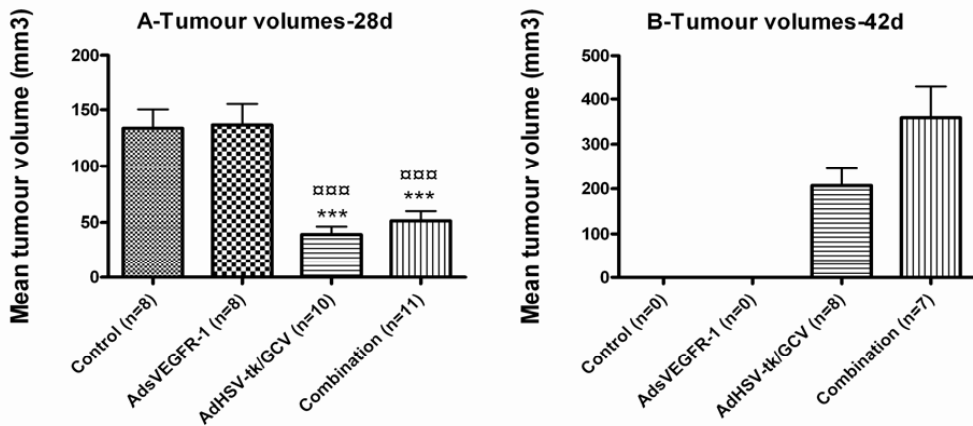 A-Tumour volumes-28d
Mean tumour volume (mm3)
200
150
100
50
0
¤¤¤
***
¤¤¤
***
Control (n=8)
AdsVEGFR-1 (n=8)
AdHSV-tk/GCV (n=10)
Combination (n=11)
B-Tumour volumes-42d
Mean tumour volume (mm3)
500
400
300
200
100
0
Control (n=0)
AdsVEGFR-1 (n=0)
AdHSV-tk/GCV (n=8)
Combination (n=7)